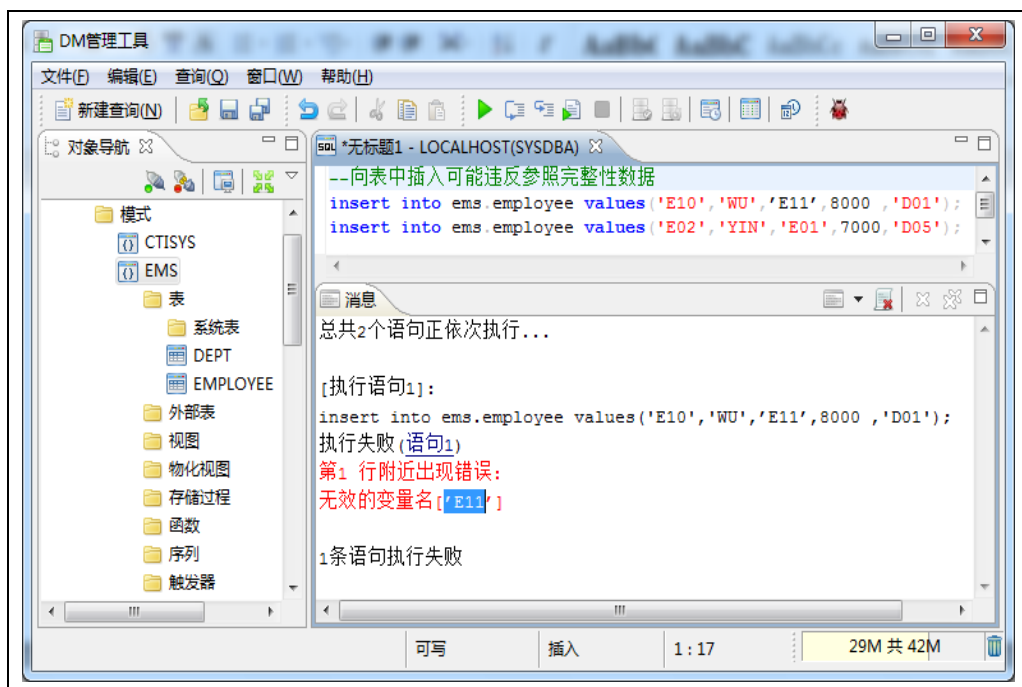 DM管理工具
文件(F) 编辑(E) 查询(Q) 窗口(W) 帮助(H)
新建查询(N)
对象导航
模式
CTISYS
EMS
表
系统表
DEPT
EMPLOYEE
外部表
视图
物化视图
存储过程
函数
序列
触发器
*无标题1 - LOCALHOST(SYSDBA)
--向表中插入可能违反参照完整性数据
insert into ems.employee values('E10','WU',’E11’,8000 ,'D01');
insert into ems.employee values('E02','YIN','E01',7000,'D05');
消息
总共2个语句正依次执行...
[执行语句1]:
insert into ems.employee values('E10','WU',’E11’,8000 ,'D01');
执行失败(语句1)
第1 行附近出现错误:
无效的变量名[’E11’]
1条语句执行失败
可写 插入 1 : 17 29M 共 42M